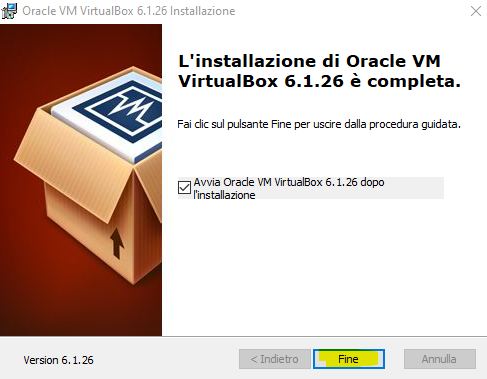 Oracle VM VirtualBox 6.1.26 Installazione
L'installazione di Oracle VM
VirtualBox 6.1.26 è completa.
Fai clic sul pulsante Fine per uscire dalla procedura guidata.
Avvia Oracle VM VirtualBox 6.1.26 dopo
l'installazione
Version 6.1.26
< Indietro
Fine
Annulla